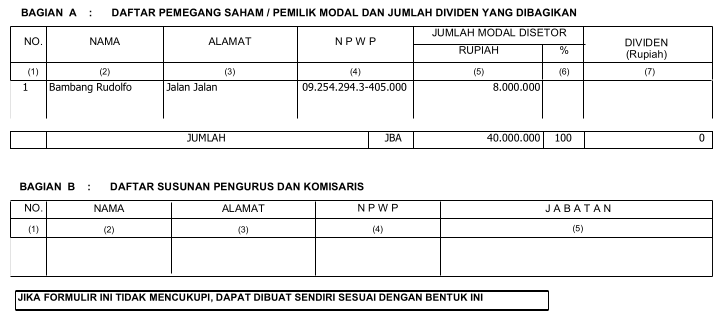 BAGIAN A : DAFTAR PEMEGANG SAHAM / PEMILIK MODAL DAN JUMLAH DIVIDEN YANG DIBAGIKAN
NO. NAMA ALAMAT N P W P JUMLAH MODAL DISETOR DIVIDEN
RUPIAH % (Rupiah)
(1) (2) (3) (4) (5) (6) (7)
1 Bambang Rudolfo Jalan Jalan 09.254.294.3-405.000 8.000.000
JUMLAH JBA 40.000.000 100 0
BAGIAN B : DAFTAR SUSUNAN PENGURUS DAN KOMISARIS
NO. NAMA ALAMAT N P W P J A B A T A N
(1) (2) (3) (4) (5)
JIKA FORMULIR INI TIDAK MENCUKUPI, DAPAT DIBUAT SENDIRI SESUAI DENGAN BENTUK INI